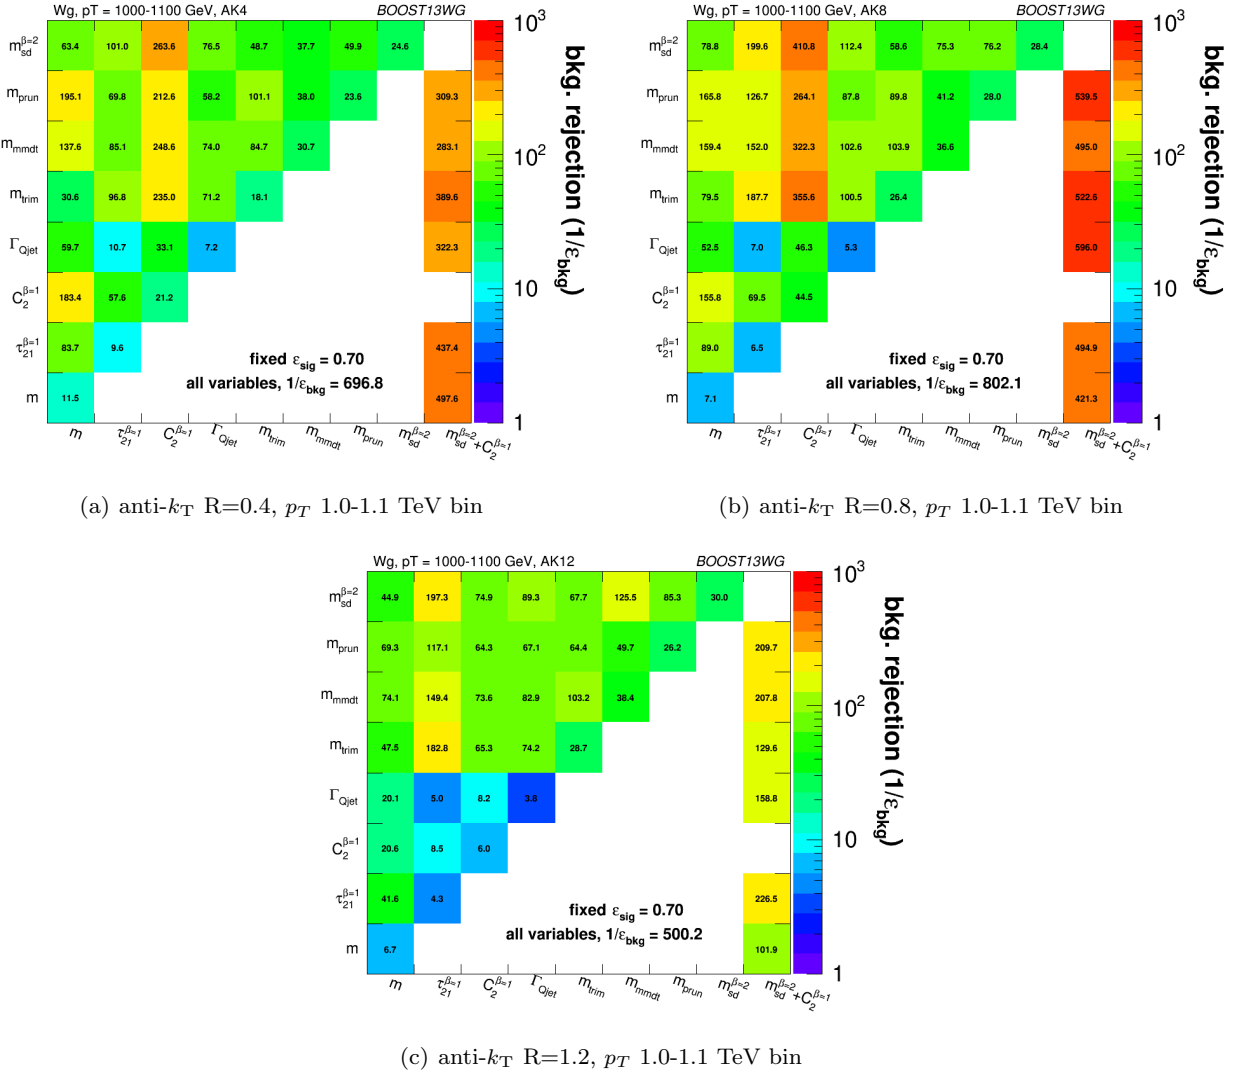 Wg, pT = 1000-1100 GeV, AK4 BOOST13WG
m_sd^β=2 63.4 101.0 263.6 76.5 48.7 37.7 49.9 24.6
m_prun 195.1 69.8 212.6 58.2 101.1 38.0 23.6 309.3
m_mmdt 137.6 85.1 248.6 74.0 84.7 30.7 283.1
m_trim 30.6 96.8 235.0 71.2 18.1 389.6
Γ_Qjet 59.7 10.7 33.1 7.2 322.3
C_2^β=1 183.4 57.6 21.2
τ_21^β=1 83.7 9.6 437.4
m 11.5 497.6
fixed ε_sig = 0.70
all variables, 1/ε_bkg = 696.8
m τ_21^β=1 C_2^β=1 Γ_Qjet m_trim m_mmdt m_prun m_sd^β=2 m_sd^β=2+C_2^β=1
10^3
10^2
10
1
bkg. rejection (1/ε_bkg)
(a) anti-k_T R=0.4, p_T 1.0-1.1 TeV bin
Wg, pT = 1000-1100 GeV, AK8 BOOST13WG
m_sd^β=2 78.8 199.6 410.8 112.4 58.6 75.3 76.2 28.4
m_prun 165.8 126.7 264.1 87.8 89.8 41.2 28.0 539.5
m_mmdt 159.4 152.0 322.3 102.6 103.9 36.6 495.0
m_trim 79.5 187.7 355.6 100.5 26.4 522.6
Γ_Qjet 52.5 7.0 46.3 5.3 596.0
C_2^β=1 155.8 69.5 44.5
τ_21^β=1 89.0 6.5 494.9
m 7.1 421.3
fixed ε_sig = 0.70
all variables, 1/ε_bkg = 802.1
m τ_21^β=1 C_2^β=1 Γ_Qjet m_trim m_mmdt m_prun m_sd^β=2 m_sd^β=2+C_2^β=1
10^3
10^2
10
1
bkg. rejection (1/ε_bkg)
(b) anti-k_T R=0.8, p_T 1.0-1.1 TeV bin
Wg, pT = 1000-1100 GeV, AK12 BOOST13WG
m_sd^β=2 44.9 197.3 74.9 89.3 67.7 125.5 85.3 30.0
m_prun 69.3 117.1 64.3 67.1 64.4 49.7 26.2 209.7
m_mmdt 74.1 149.4 73.6 82.9 103.2 38.4 207.8
m_trim 47.5 182.8 65.3 74.2 28.7 129.6
Γ_Qjet 20.1 5.0 8.2 3.8 158.8
C_2^β=1 20.6 8.5 6.0
τ_21^β=1 41.6 4.3 226.5
m 6.7 101.9
fixed ε_sig = 0.70
all variables, 1/ε_bkg = 500.2
m τ_21^β=1 C_2^β=1 Γ_Qjet m_trim m_mmdt m_prun m_sd^β=2 m_sd^β=2+C_2^β=1
10^3
10^2
10
1
bkg. rejection (1/ε_bkg)
(c) anti-k_T R=1.2, p_T 1.0-1.1 TeV bin